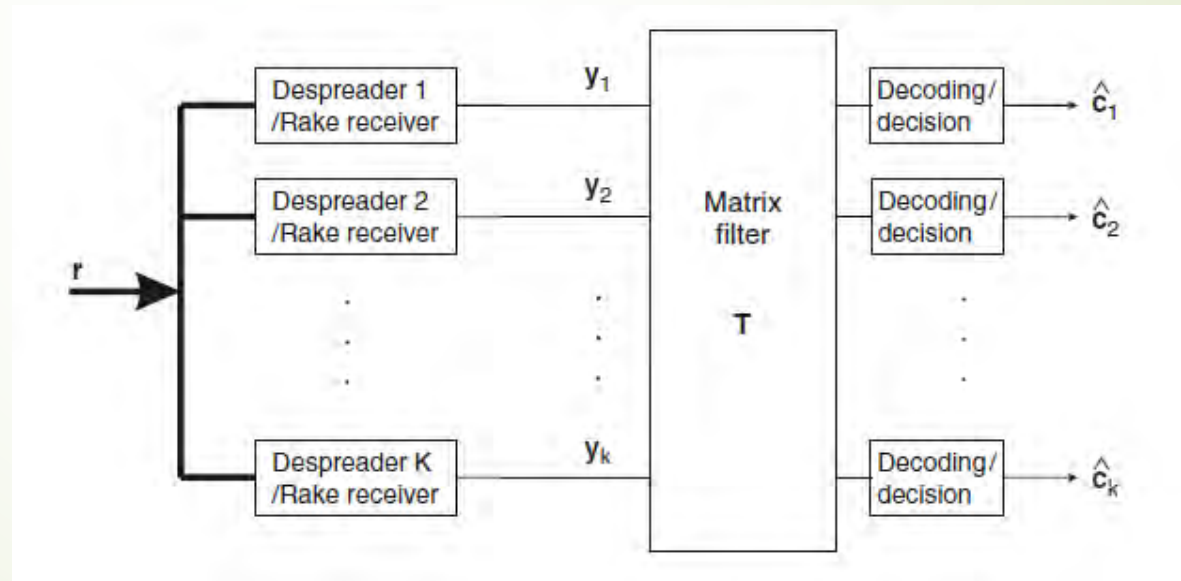 Despreader 1
/Rake receiver
y₁
Decoding/
decision
ĉ₁
Despreader 2
/Rake receiver
y₂
Matrix
filter
T
Decoding/
decision
ĉ₂
r
Despreader K
/Rake receiver
yₖ
Decoding/
decision
ĉₖ